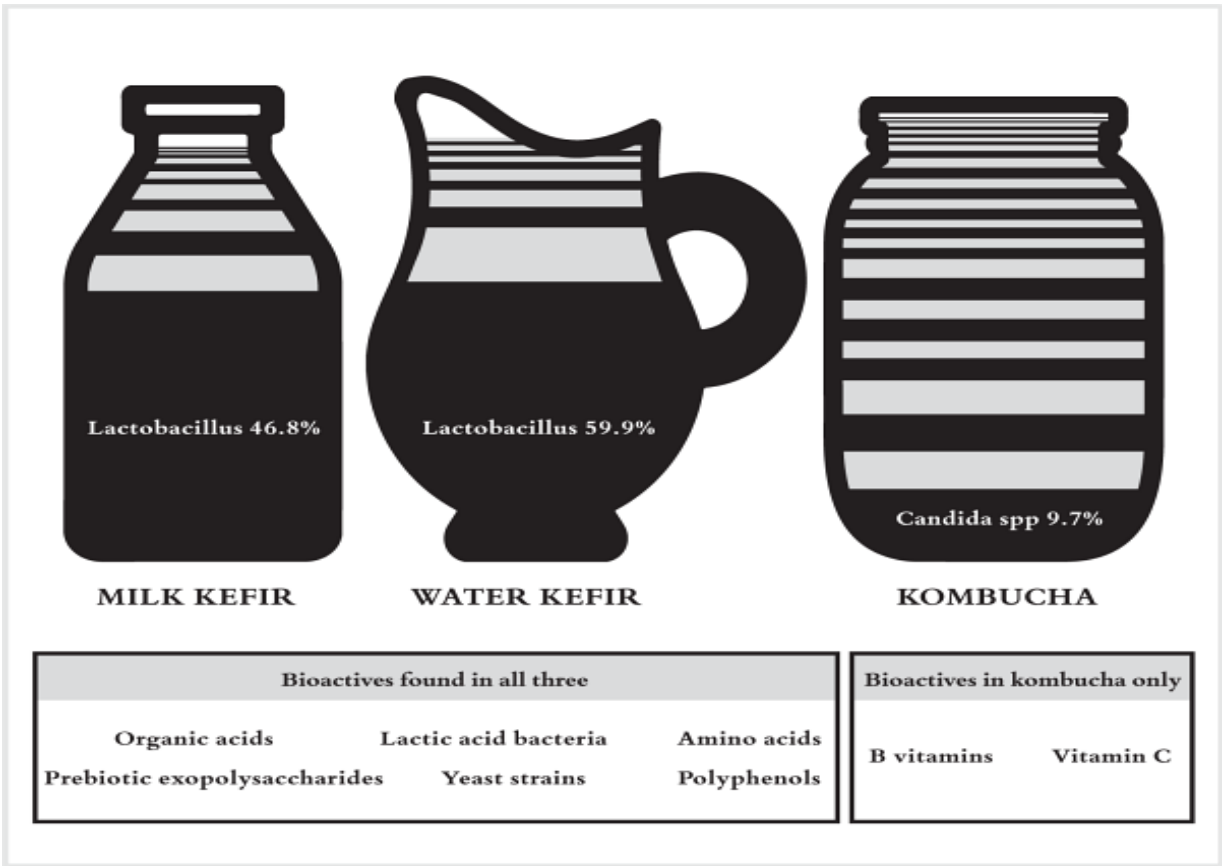 Lactobacillus 46.8%
Lactobacillus 59.9%
Candida spp 9.7%
MILK KEFIR
WATER KEFIR
KOMBUCHA
Bioactives found in all three
Organic acids Lactic acid bacteria Amino acids
Prebiotic exopolysaccharides Yeast strains Polyphenols
Bioactives in kombucha only
B vitamins Vitamin C